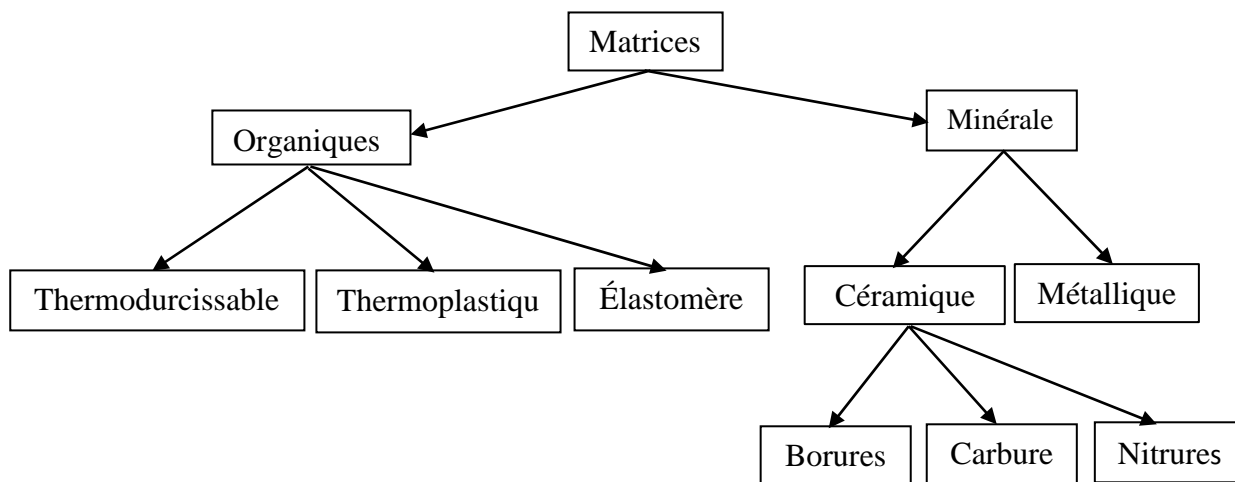 Matrices
Organiques
Minérale
Thermodurcissable
Thermoplastiqu
Élastomère
Céramique
Métallique
Borures
Carbure
Nitrures